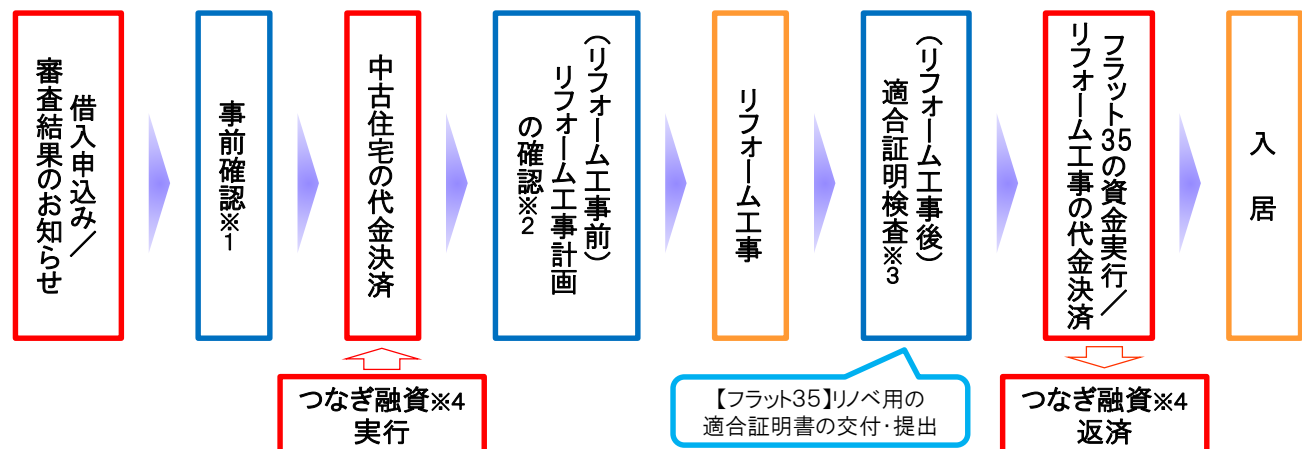 借入申込み／
審査結果のお知らせ
事前確認※1
中古住宅の代金決済
（リフォーム工事前）
リフォーム工事計画
の確認※2
リフォーム工事
（リフォーム工事後）
適合証明検査※3
フラット35の資金実行／
リフォーム工事の代金決済
入居
つなぎ融資※4
実行
【フラット35】リノベ用の
適合証明書の交付・提出
つなぎ融資※4
返済